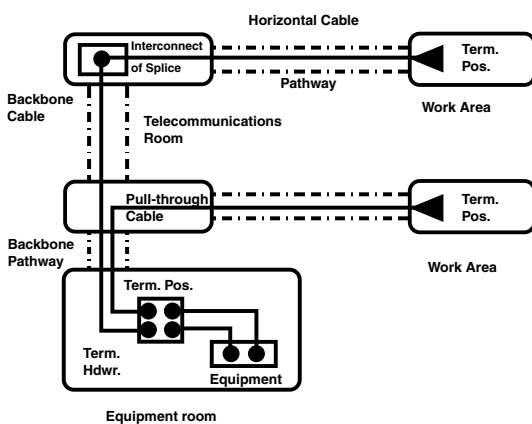 Horizontal Cable
Interconnect
of Splice
Term.
Pos.
Pathway
Backbone
Cable
Telecommunications
Room
Work Area
Pull-through
Cable
Term.
Pos.
Backbone
Pathway
Work Area
Term. Pos.
Term.
Hdwr.
Equipment
Equipment room